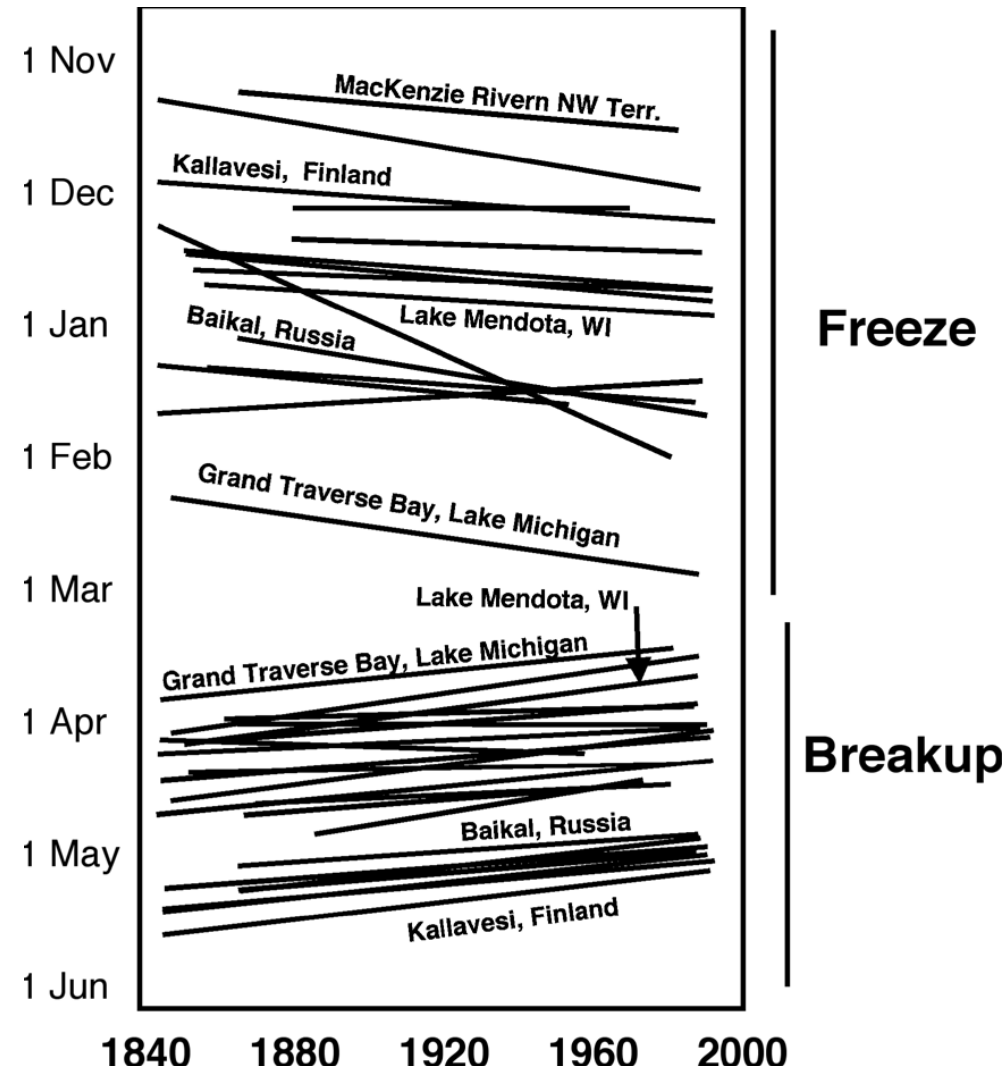 1 Nov
MacKenzie Rivern NW Terr.
Kallavesi, Finland
1 Dec
1 Jan
Lake Mendota, WI
Baikal, Russia
Freeze
1 Feb
Grand Traverse Bay, Lake Michigan
1 Mar
Lake Mendota, WI
Grand Traverse Bay, Lake Michigan
1 Apr
Breakup
Baikal, Russia
1 May
Kallavesi, Finland
1 Jun
1840 1880 1920 1960 2000